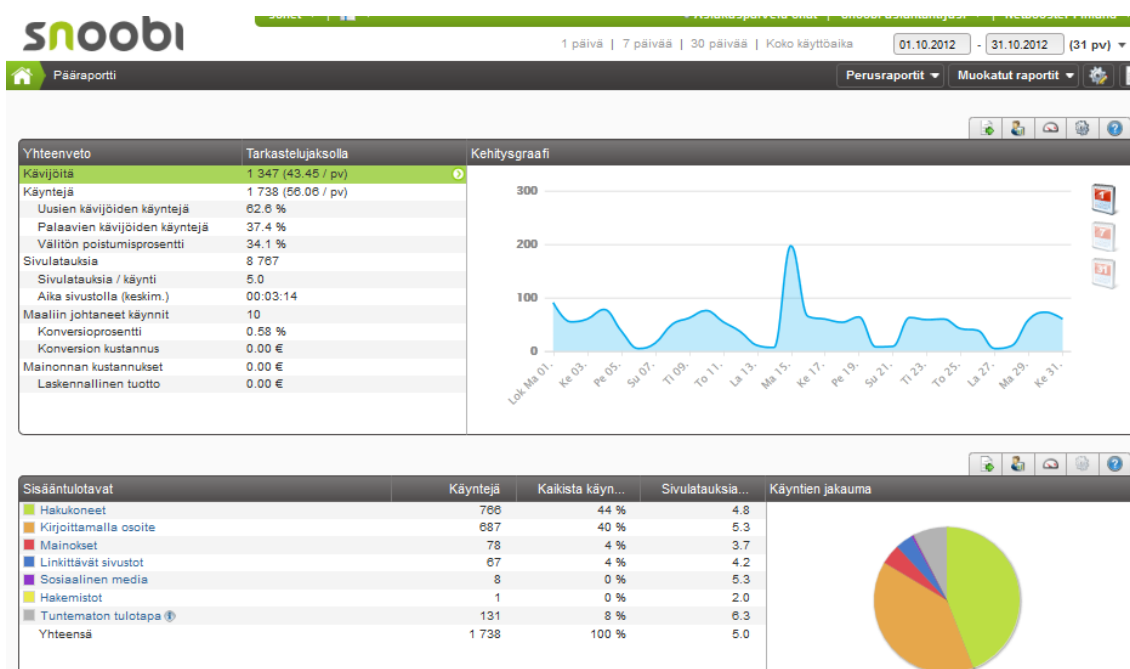 snoobi
1 päivä | 7 päivää | 30 päivää | Koko käyttöaika 01.10.2012 - 31.10.2012 (31 pv)
Pääraportti Perusraportit Muokatut raportit
Yhteenveto Tarkastelujaksolla Kehitysgraafi
Kävijöitä 1 347 (43.45 / pv)
Käyntejä 1 738 (56.06 / pv)
Uusien kävijöiden käyntejä 62.6 %
Palaavien kävijöiden käyntejä 37.4 %
Välitön poistumisprosentti 34.1 %
Sivulatauksia 8 767
Sivulatauksia / käynti 5.0
Aika sivustolla (keskim.) 00:03:14
Maaliin johtaneet käynnit 10
Konversioprosentti 0.58 %
Konversion kustannus 0.00 €
Mainonnan kustannukset 0.00 €
Laskennallinen tuotto 0.00 €
300
200
100
0
Lok Ma 01. Ke 03. Pe 05. Su 07. Ti 09. To 11. La 13. Ma 15. Ke 17. Pe 19. Su 21. Ti 23. To 25. La 27. Ma 29. Ke 31.
1
7
31
Sisääntulotavat Käyntejä Kaikista käyn... Sivulatauksia... Käyntien jakauma
Hakukoneet 766 44 % 4.8
Kirjoittamalla osoite 687 40 % 5.3
Mainokset 78 4 % 3.7
Linkittävät sivustot 67 4 % 4.2
Sosiaalinen media 8 0 % 5.3
Hakemistot 1 0 % 2.0
Tuntematon tulotapa 131 8 % 6.3
Yhteensä 1 738 100 % 5.0